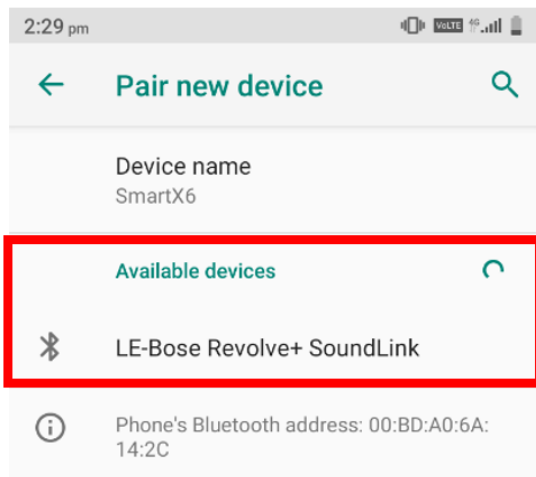 2:29 pm VoLTE 4G
Pair new device
Device name
SmartX6
Available devices
LE-Bose Revolve+ SoundLink
Phone's Bluetooth address: 00:BD:A0:6A:
14:2C